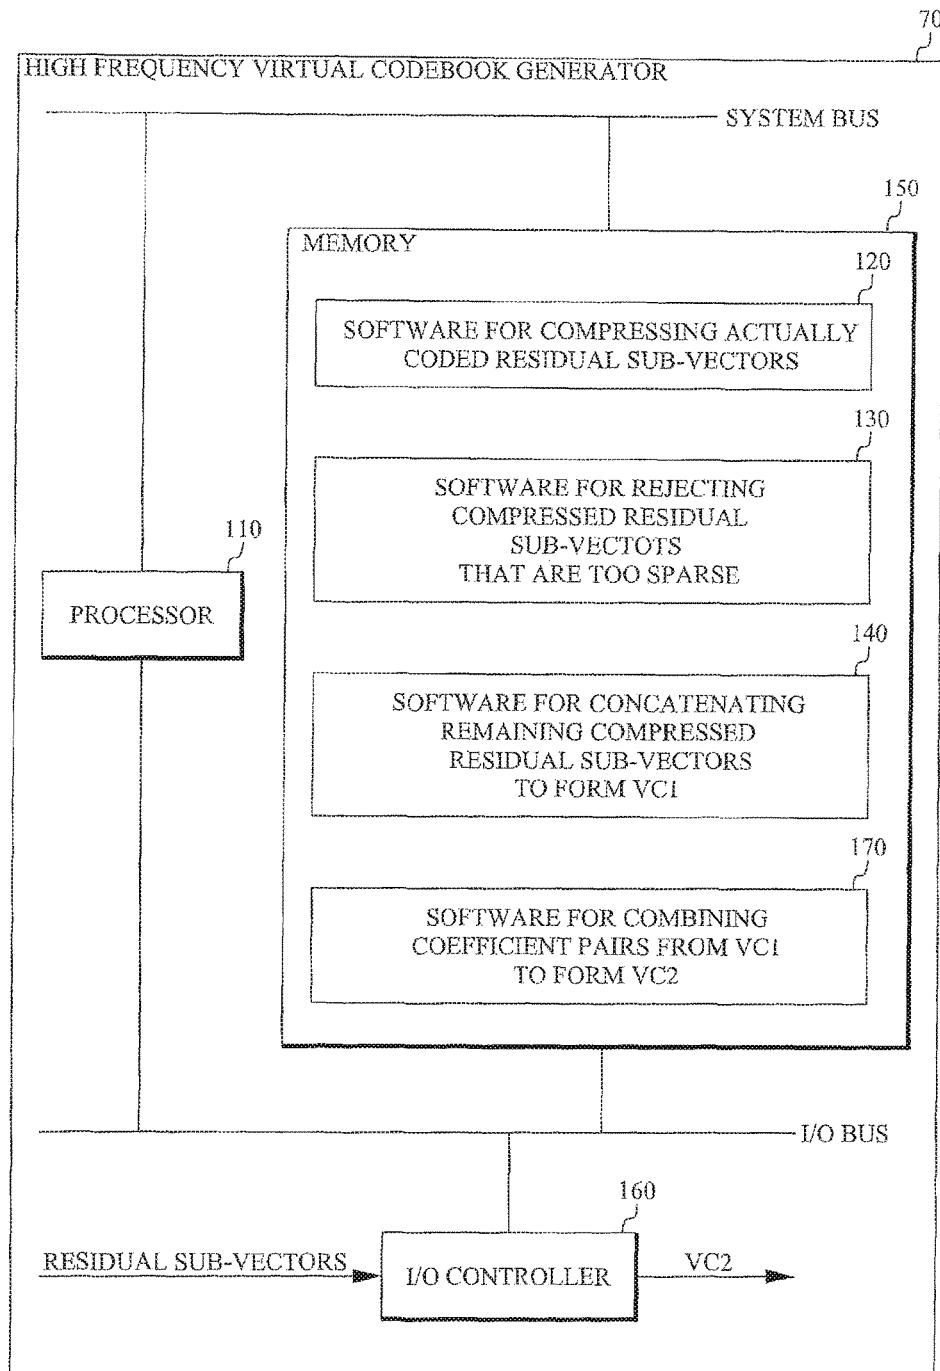 70
HIGH FREQUENCY VIRTUAL CODEBOOK GENERATOR
SYSTEM BUS
150
MEMORY
120
SOFTWARE FOR COMPRESSING ACTUALLY
CODED RESIDUAL SUB-VECTORS
130
SOFTWARE FOR REJECTING
COMPRESSED RESIDUAL
SUB-VECTOTS
THAT ARE TOO SPARSE
110
PROCESSOR
140
SOFTWARE FOR CONCATENATING
REMAINING COMPRESSED
RESIDUAL SUB-VECTORS
TO FORM VC1
170
SOFTWARE FOR COMBINING
COEFFICIENT PAIRS FROM VC1
TO FORM VC2
I/O BUS
160
RESIDUAL SUB-VECTORS
I/O CONTROLLER
VC2